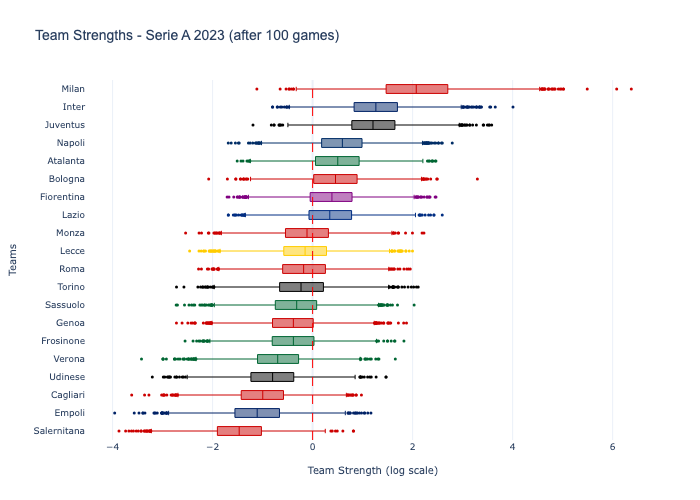 Team Strengths - Serie A 2023 (after 100 games)
Milan
Inter
Juventus
Napoli
Atalanta
Bologna
Fiorentina
Lazio
Monza
Lecce
Roma
Torino
Sassuolo
Genoa
Frosinone
Verona
Udinese
Cagliari
Empoli
Salernitana
Teams
−4 −2 0 2 4 6
Team Strength (log scale)